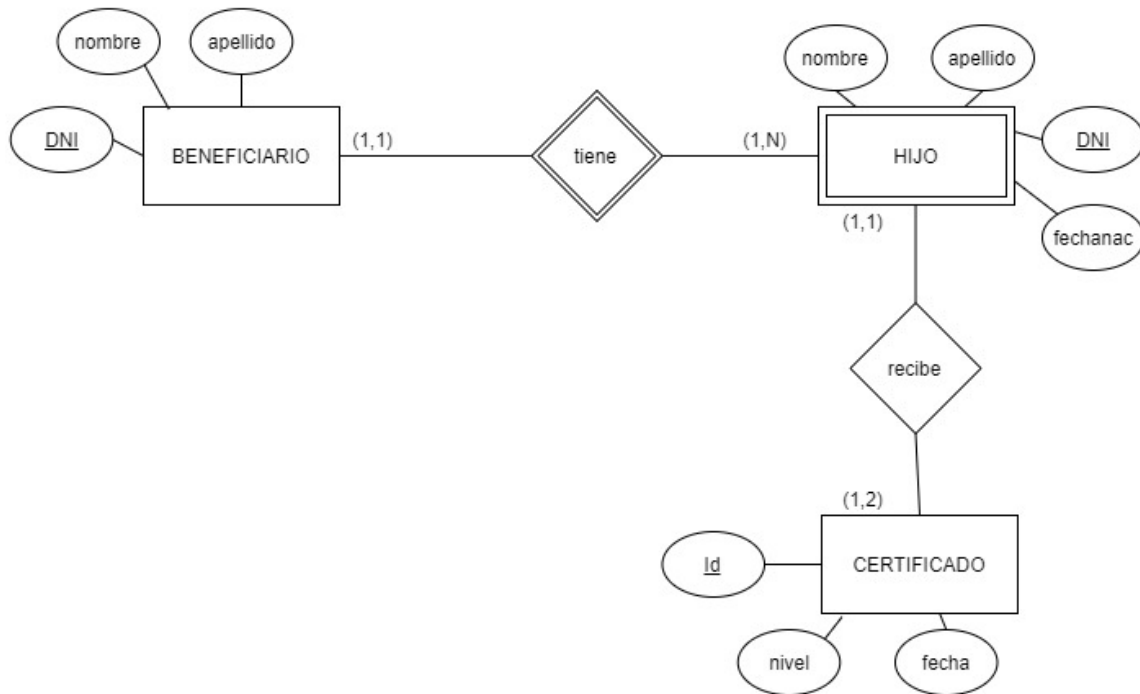 nombre
apellido
DNI
BENEFICIARIO
(1,1)
tiene
(1,N)
nombre
apellido
HIJO
DNI
fechanac
(1,1)
recibe
(1,2)
Id
CERTIFICADO
nivel
fecha